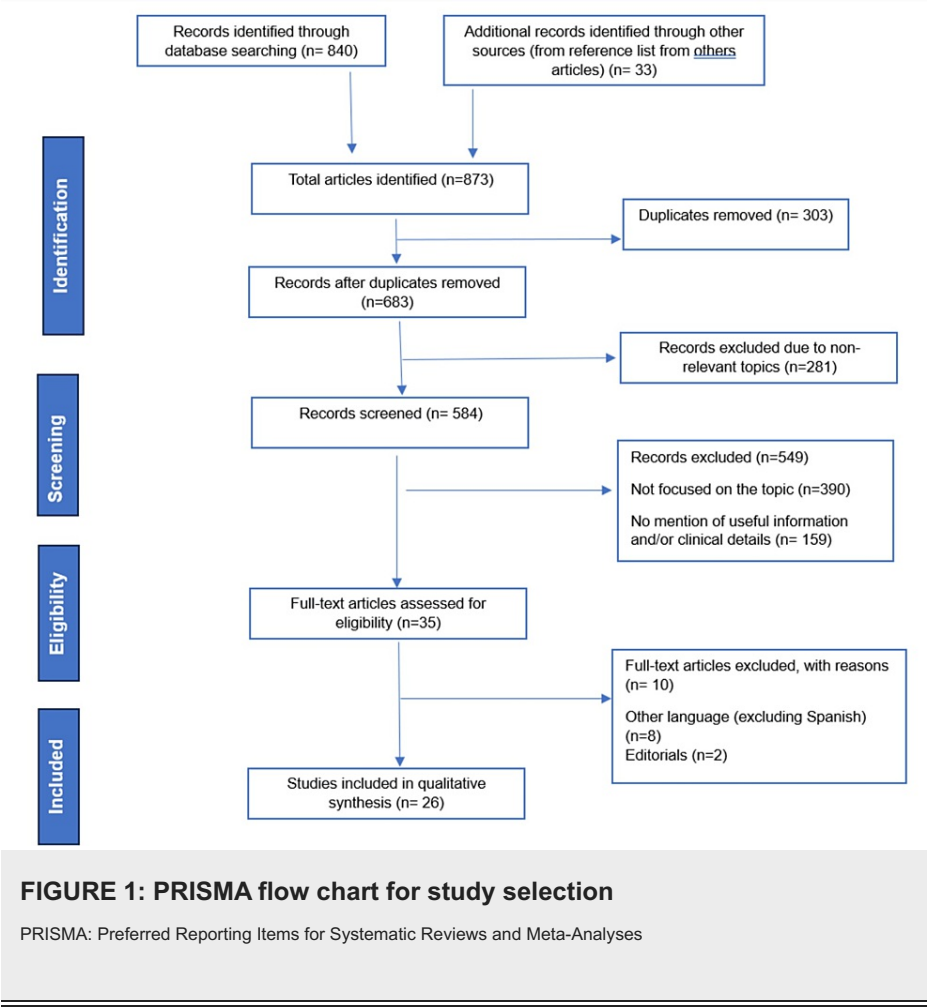 Records identified through
database searching (n= 840)
Additional records identified through other
sources (from reference list from others
articles) (n= 33)
Identification
Total articles identified (n=873)
Duplicates removed (n= 303)
Records after duplicates removed
(n=683)
Records excluded due to non-
relevant topics (n=281)
Screening
Records screened (n= 584)
Records excluded (n=549)
Not focused on the topic (n=390)
No mention of useful information
and/or clinical details (n= 159)
Eligibility
Full-text articles assessed for
eligibility (n=35)
Full-text articles excluded, with reasons
(n= 10)
Other language (excluding Spanish)
(n=8)
Editorials (n=2)
Included
Studies included in qualitative
synthesis (n= 26)
FIGURE 1: PRISMA flow chart for study selection
PRISMA: Preferred Reporting Items for Systematic Reviews and Meta-Analyses